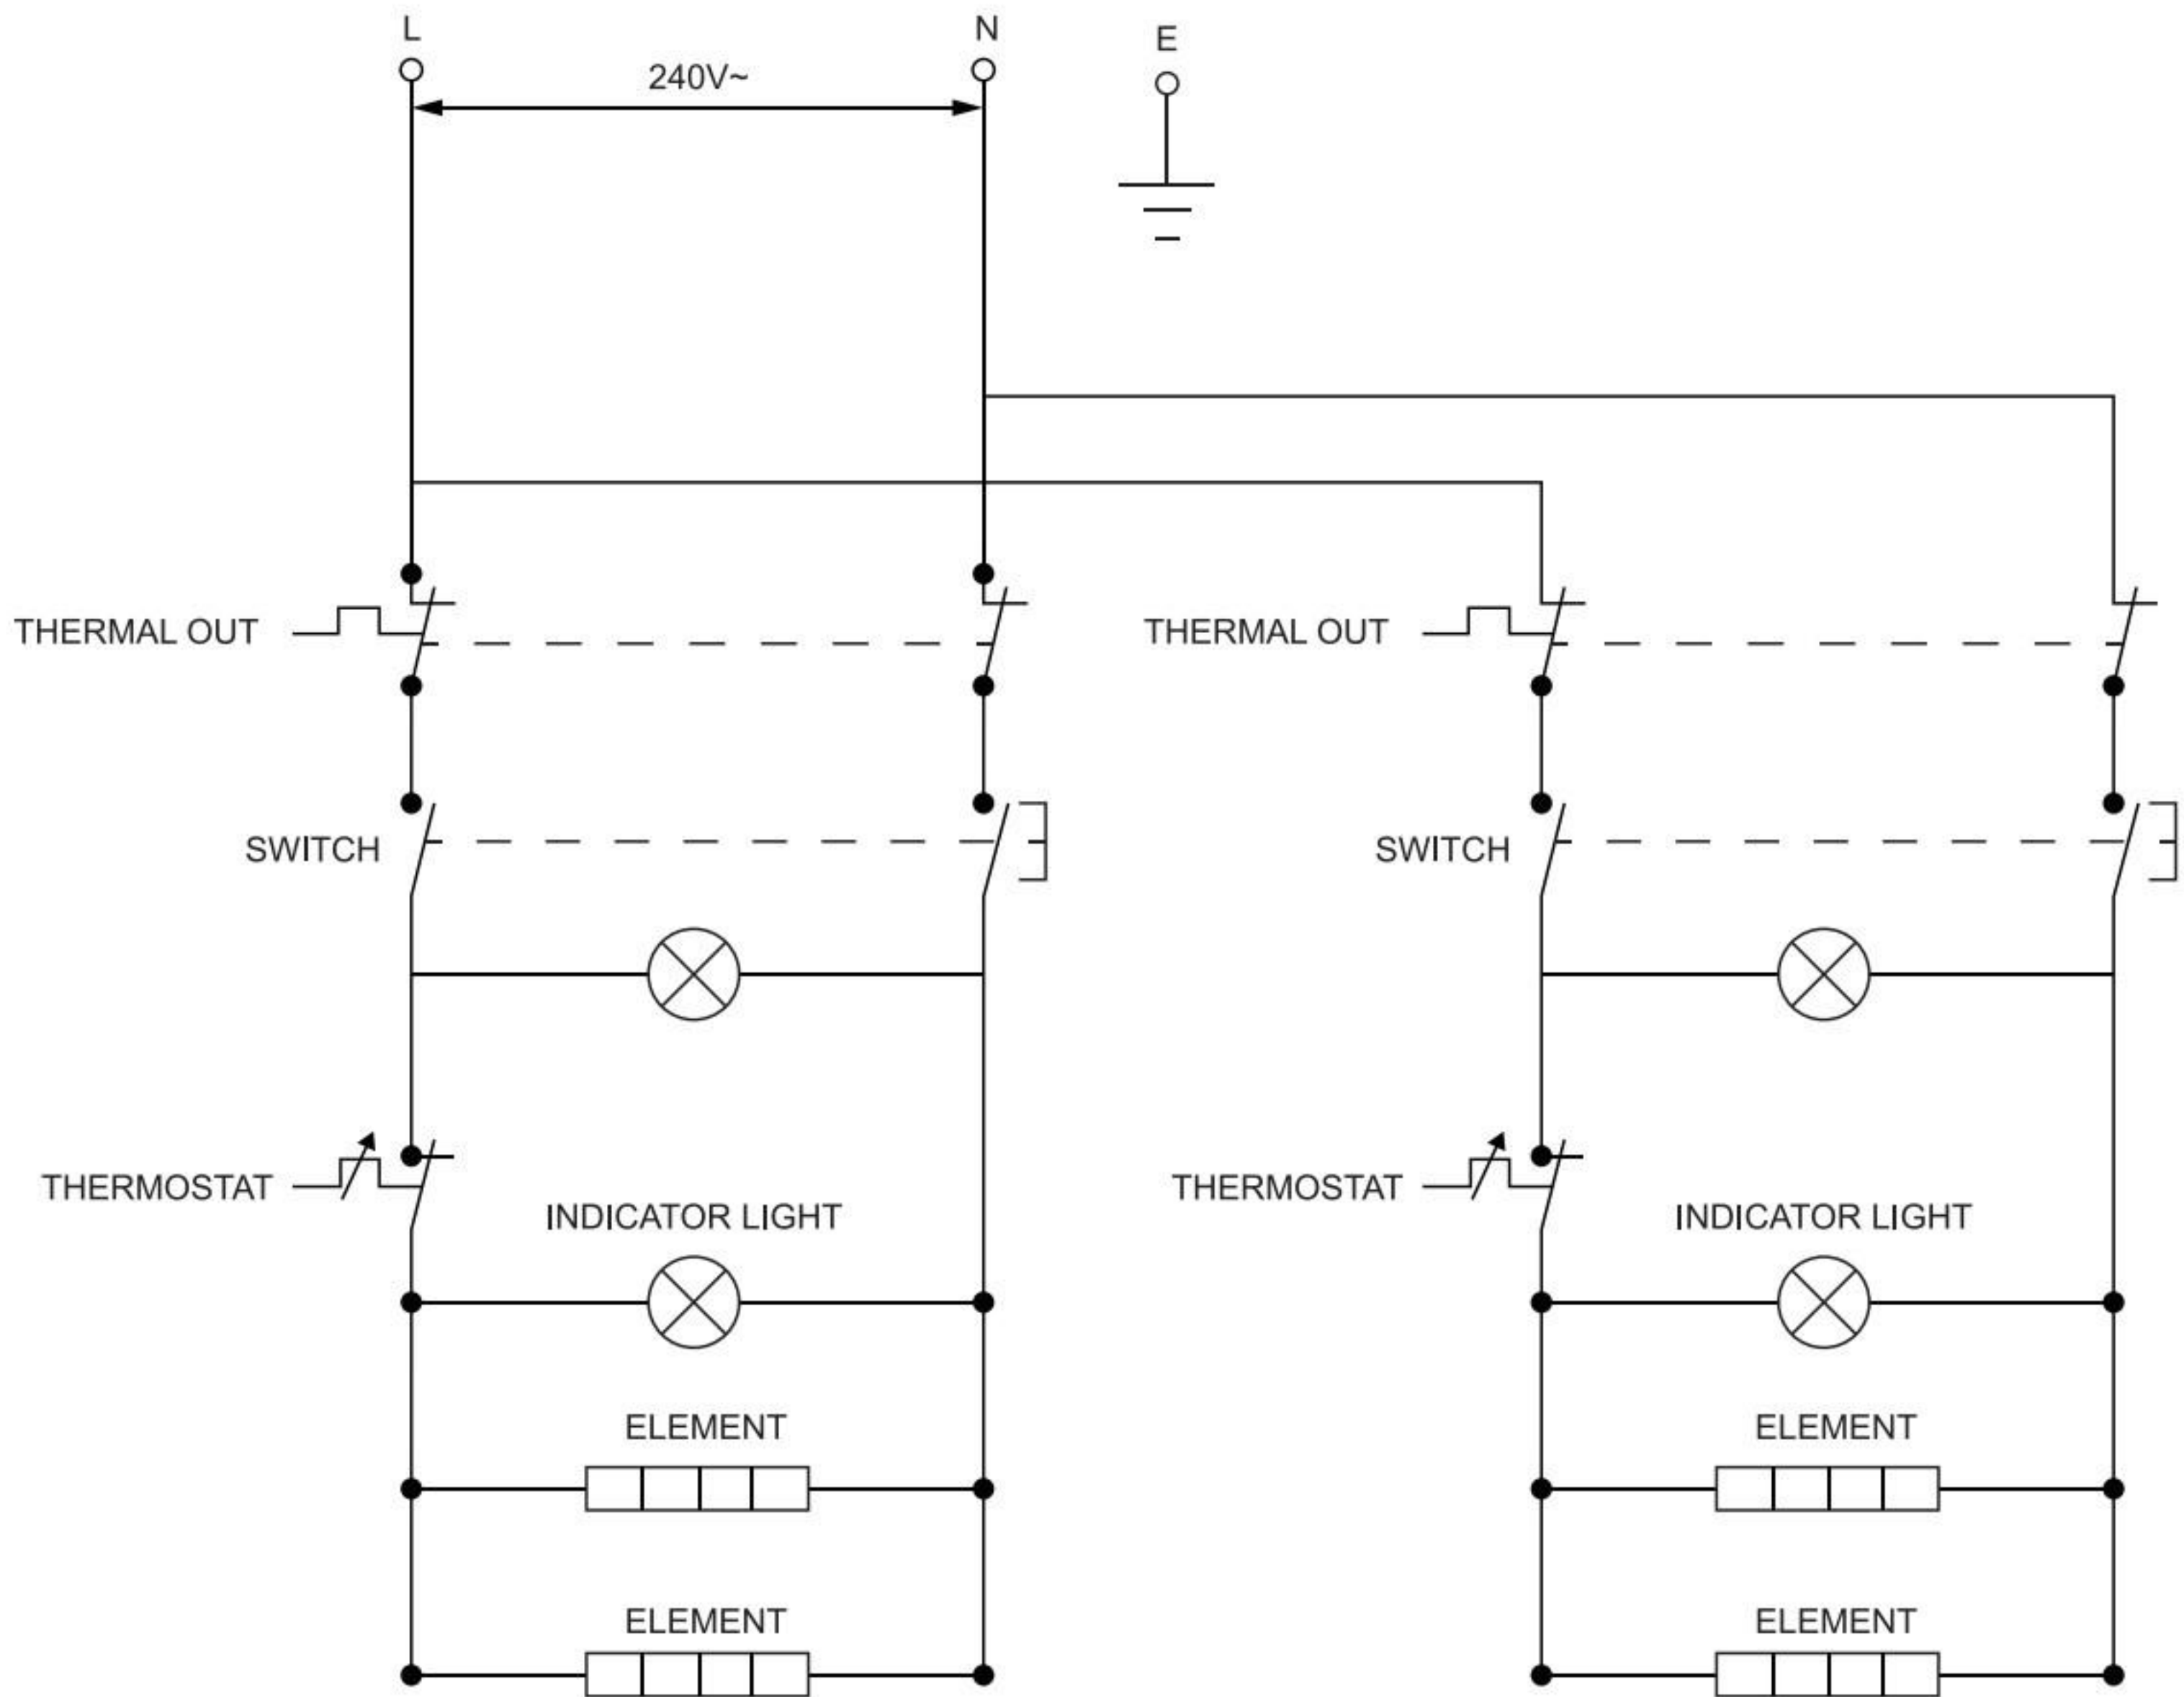 L
N
E
240V~
THERMAL OUT
THERMAL OUT
SWITCH
SWITCH
THERMOSTAT
THERMOSTAT
INDICATOR LIGHT
INDICATOR LIGHT
ELEMENT
ELEMENT
ELEMENT
ELEMENT